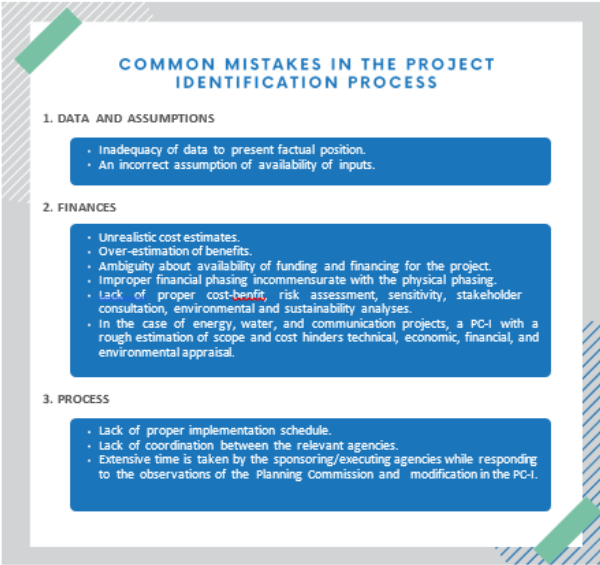 COMMON MISTAKES IN THE PROJECT
IDENTIFICATION PROCESS
1. DATA AND ASSUMPTIONS
• Inadequacy of data to present factual position.
• An incorrect assumption of availability of inputs.
2. FINANCES
• Unrealistic cost estimates.
• Over-estimation of benefits.
• Ambiguity about availability of funding and financing for the project.
• Improper financial phasing incommensurate with the physical phasing.
• Lack of proper cost-benfit, risk assessment, sensitivity, stakeholder
consultation, environmental and sustainability analyses.
• In the case of energy, water, and communication projects, a PC-I with a
rough estimation of scope and cost hinders technical, economic, financial, and
environmental appraisal.
3. PROCESS
• Lack of proper implementation schedule.
• Lack of coordination between the relevant agencies.
• Extensive time is taken by the sponsoring/executing agencies while responding
to the observations of the Planning Commission and modification in the PC-I.